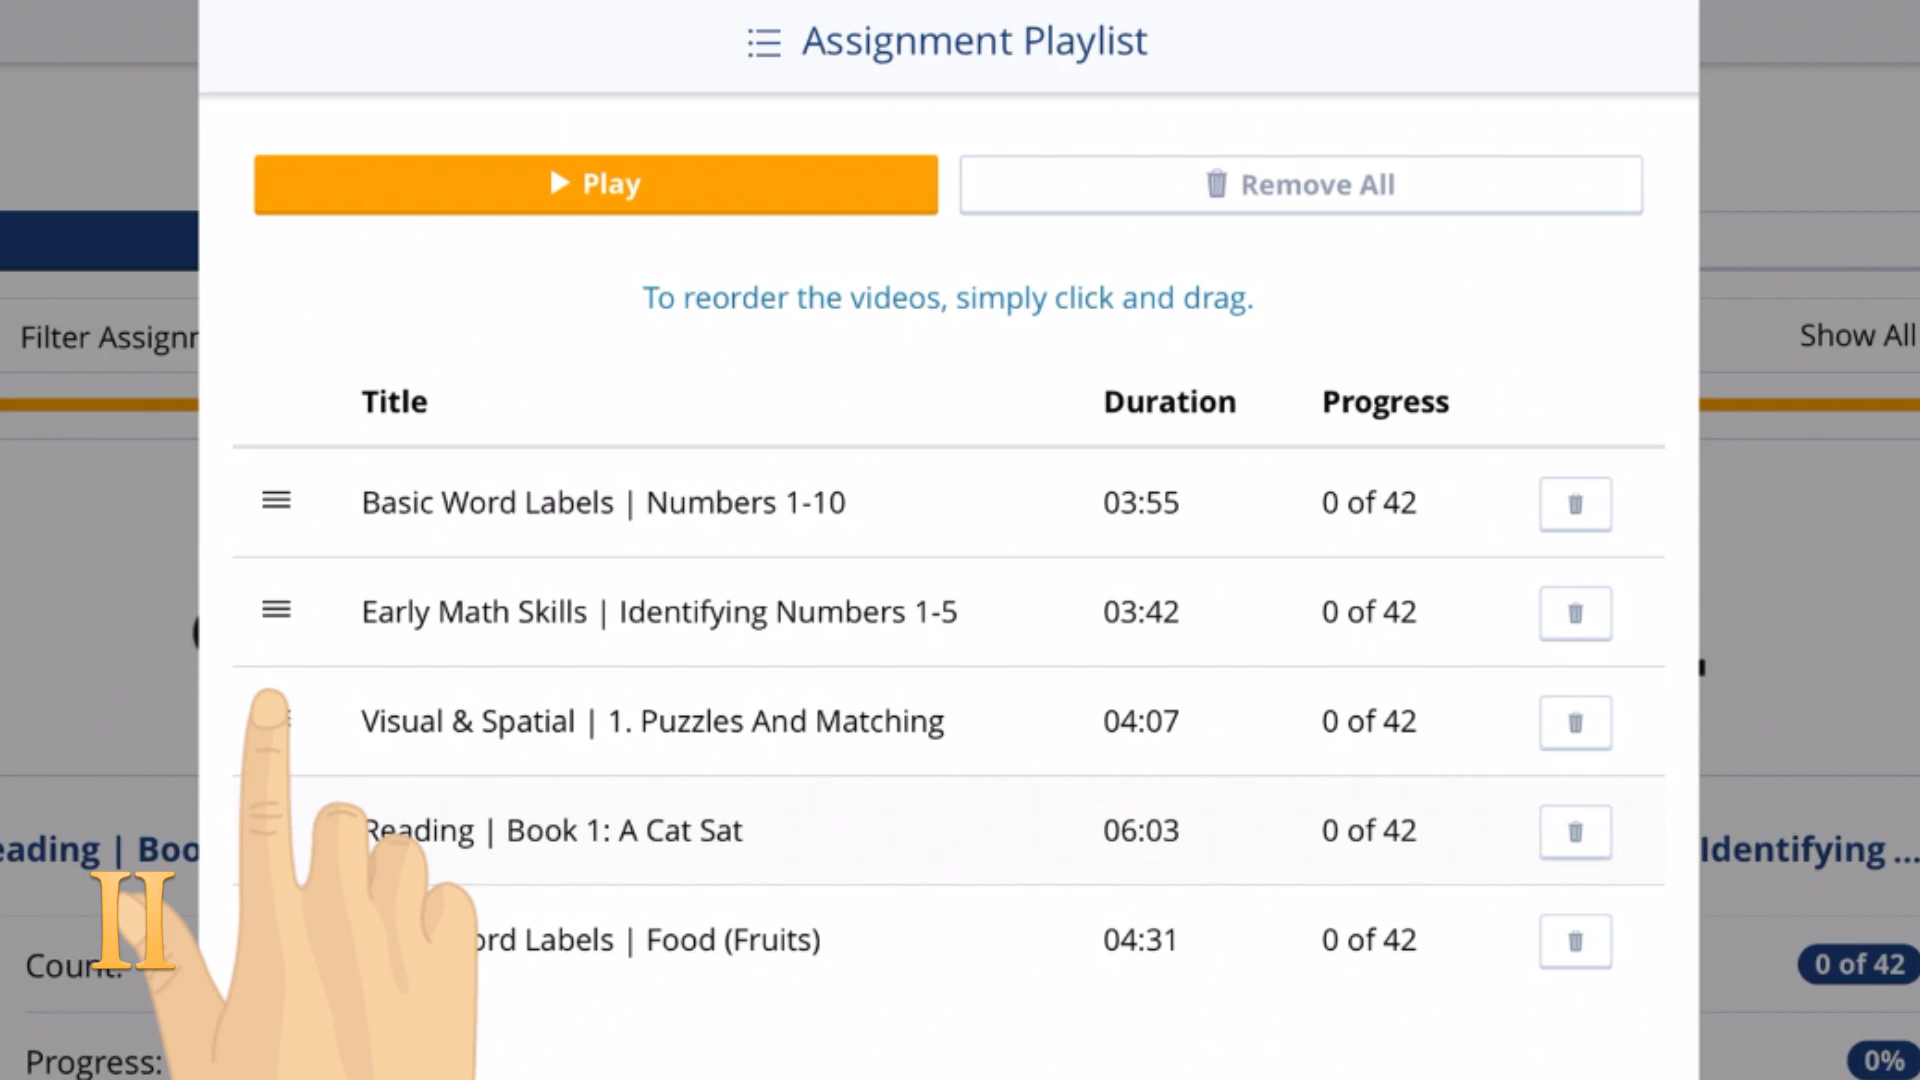 Assignment Playlist
Play
Remove All
To reorder the videos, simply click and drag.
Filter Assignm
Show All
Title Duration Progress
Basic Word Labels | Numbers 1-10 03:55 0 of 42
Early Math Skills | Identifying Numbers 1-5 03:42 0 of 42
Visual & Spatial | 1. Puzzles And Matching 04:07 0 of 42
Reading | Book 1: A Cat Sat 06:03 0 of 42
eading | Boo
Identifying ...
ord Labels | Food (Fruits) 04:31 0 of 42
II
Count:
0 of 42
Progress:
0%